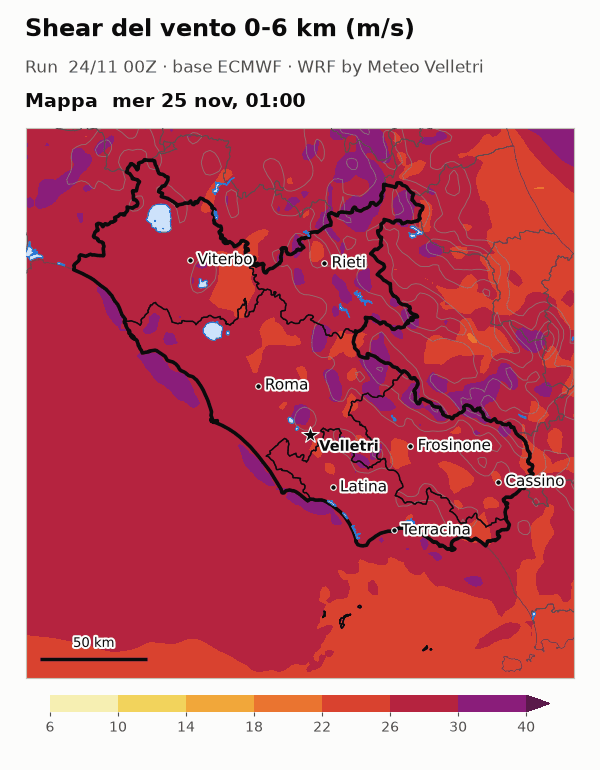 Shear del vento 0-6 km (m/s)
Run 24/11 00Z · base ECMWF · WRF by Meteo Velletri
Mappa mer 25 nov, 01:00
Viterbo
Rieti
Roma
Velletri
Frosinone
Latina
Cassino
Terracina
50 km
6 10 14 18 22 26 30 40